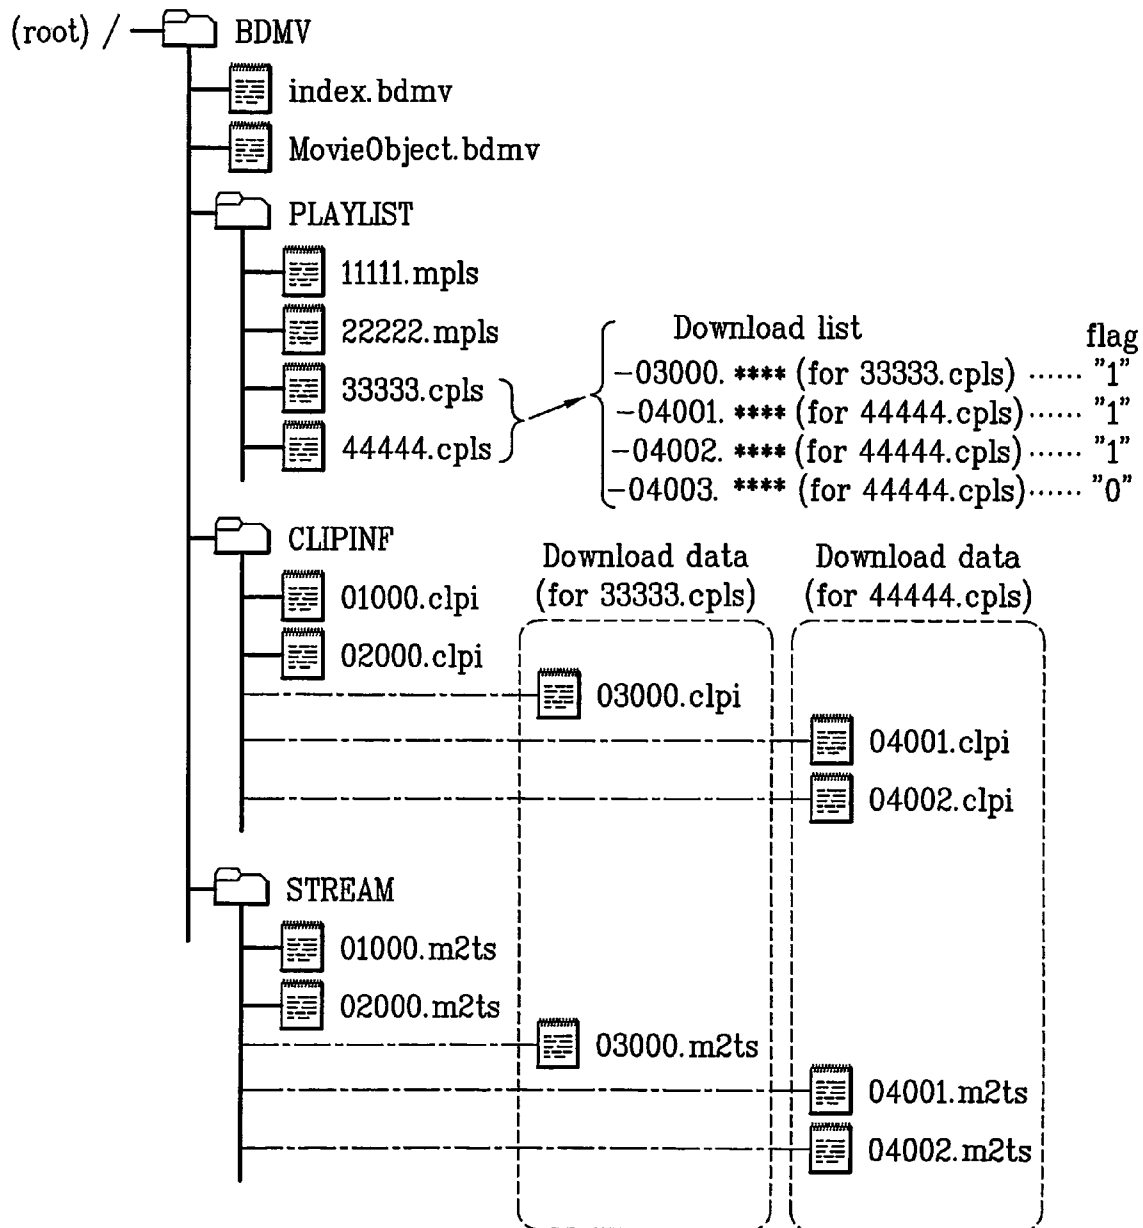 (root) / BDMV
index.bdmv
MovieObject.bdmv
PLAYLIST
11111.mpls
22222.mpls
33333.cpls
44444.cpls
Download list flag
-03000. **** (for 33333.cpls) ...... "1"
-04001. **** (for 44444.cpls) ...... "1"
-04002. **** (for 44444.cpls) ...... "1"
-04003. **** (for 44444.cpls) ...... "0"
CLIPINF
01000.clpi
02000.clpi
Download data
(for 33333.cpls)
Download data
(for 44444.cpls)
03000.clpi
04001.clpi
04002.clpi
STREAM
01000.m2ts
02000.m2ts
03000.m2ts
04001.m2ts
04002.m2ts